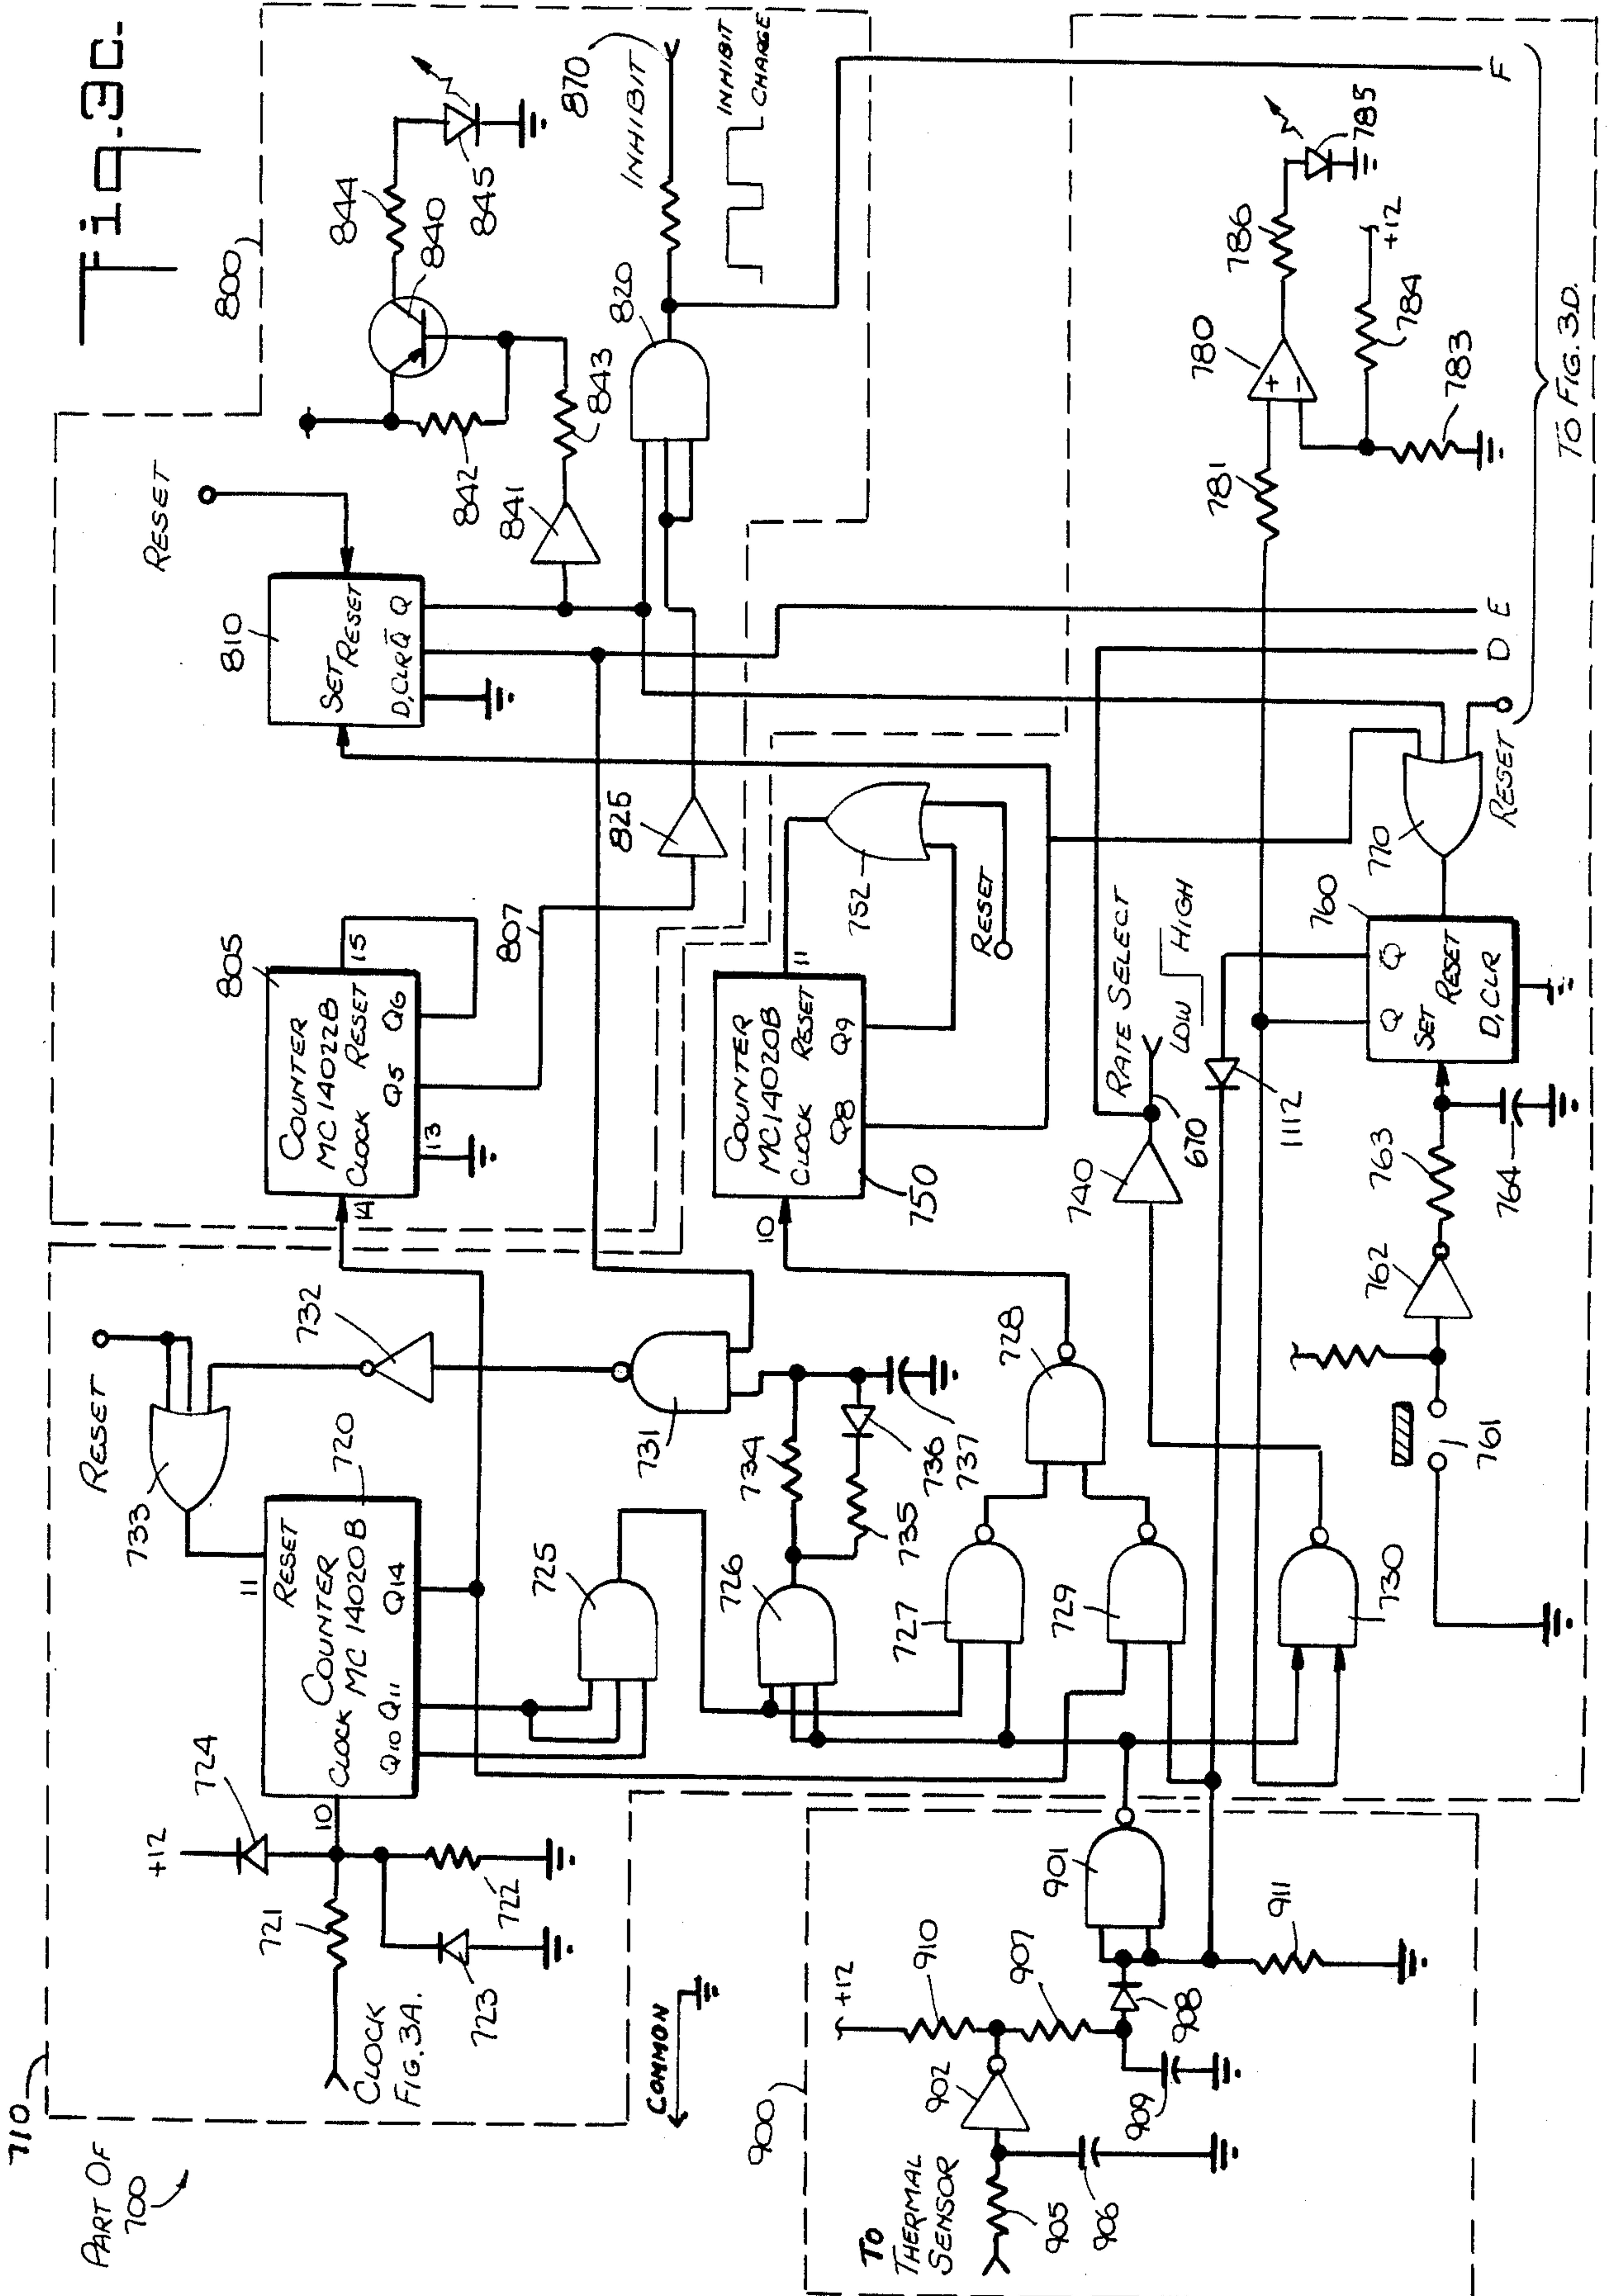 Fig. 3C.
PART OF
700
710
CLOCK
FIG. 3A.
721
722
723
724
+12
10
11
RESET
COUNTER
MC 14020B
CLOCK
Q10
Q11
Q14
720
733
RESET
732
731
725
726
734
735
736
737
727
728
729
730
COMMON
800
805
COUNTER
MC14022B
CLOCK
RESET
Q5
Q6
13
14
15
807
825
810
SET
RESET
D,CLR
Q̅
Q
RESET
841
842
843
840
844
845
820
INHIBIT
870
INHIBIT
CHARGE
COUNTER
MC14020B
CLOCK
RESET
Q8
Q9
10
11
750
752
RESET
740
670
RATE SELECT
LOW
HIGH
1112
760
Q
Q̅
SET
RESET
D,CLR
770
RESET
761
762
763
764
781
780
+
-
786
785
784
+12
783
D
E
F
TO FIG. 3D.
900
TO
THERMAL
SENSOR
905
906
902
+12
910
907
908
909
901
911